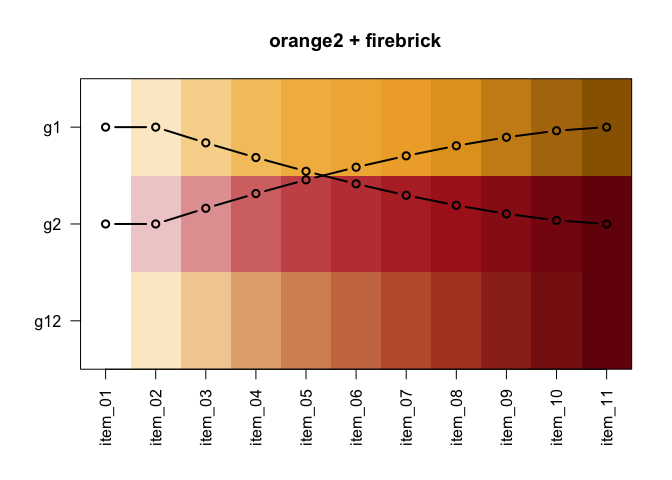 orange2 + firebrick
g1
g2
g12
item_01
item_02
item_03
item_04
item_05
item_06
item_07
item_08
item_09
item_10
item_11